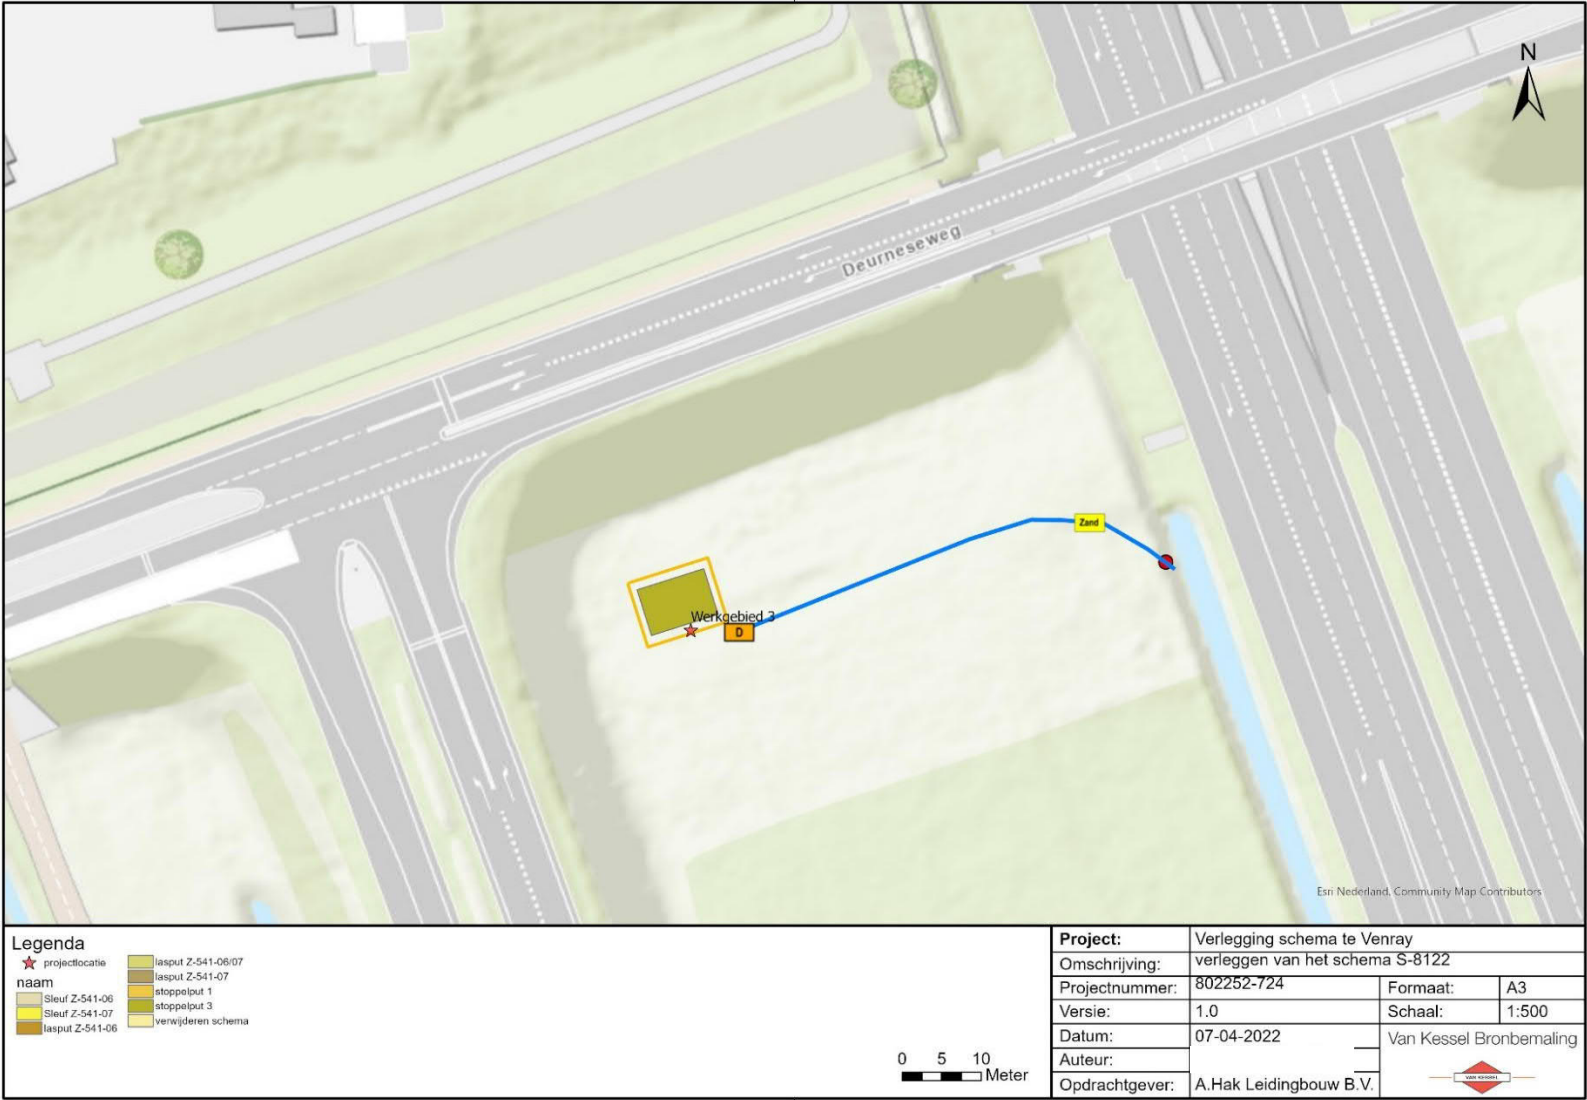 N
Deurneseweg
Zand
Werkgebied 3
D
Esri Nederland, Community Map Contributors
Legenda
projectlocatie
naam
Sleuf Z-541-06
Sleuf Z-541-07
lasput Z-541-06
lasput Z-541-06/07
lasput Z-541-07
stoppelput 1
stoppelput 3
verwijderen schema
0 5 10
Meter
Project: Verlegging schema te Venray
Omschrijving: verleggen van het schema S-8122
Projectnummer: 802252-724 Formaat: A3
Versie: 1.0 Schaal: 1:500
Datum: 07-04-2022 Van Kessel Bronbemaling
Auteur:
VAN KESSEL
Opdrachtgever: A.Hak Leidingbouw B.V.